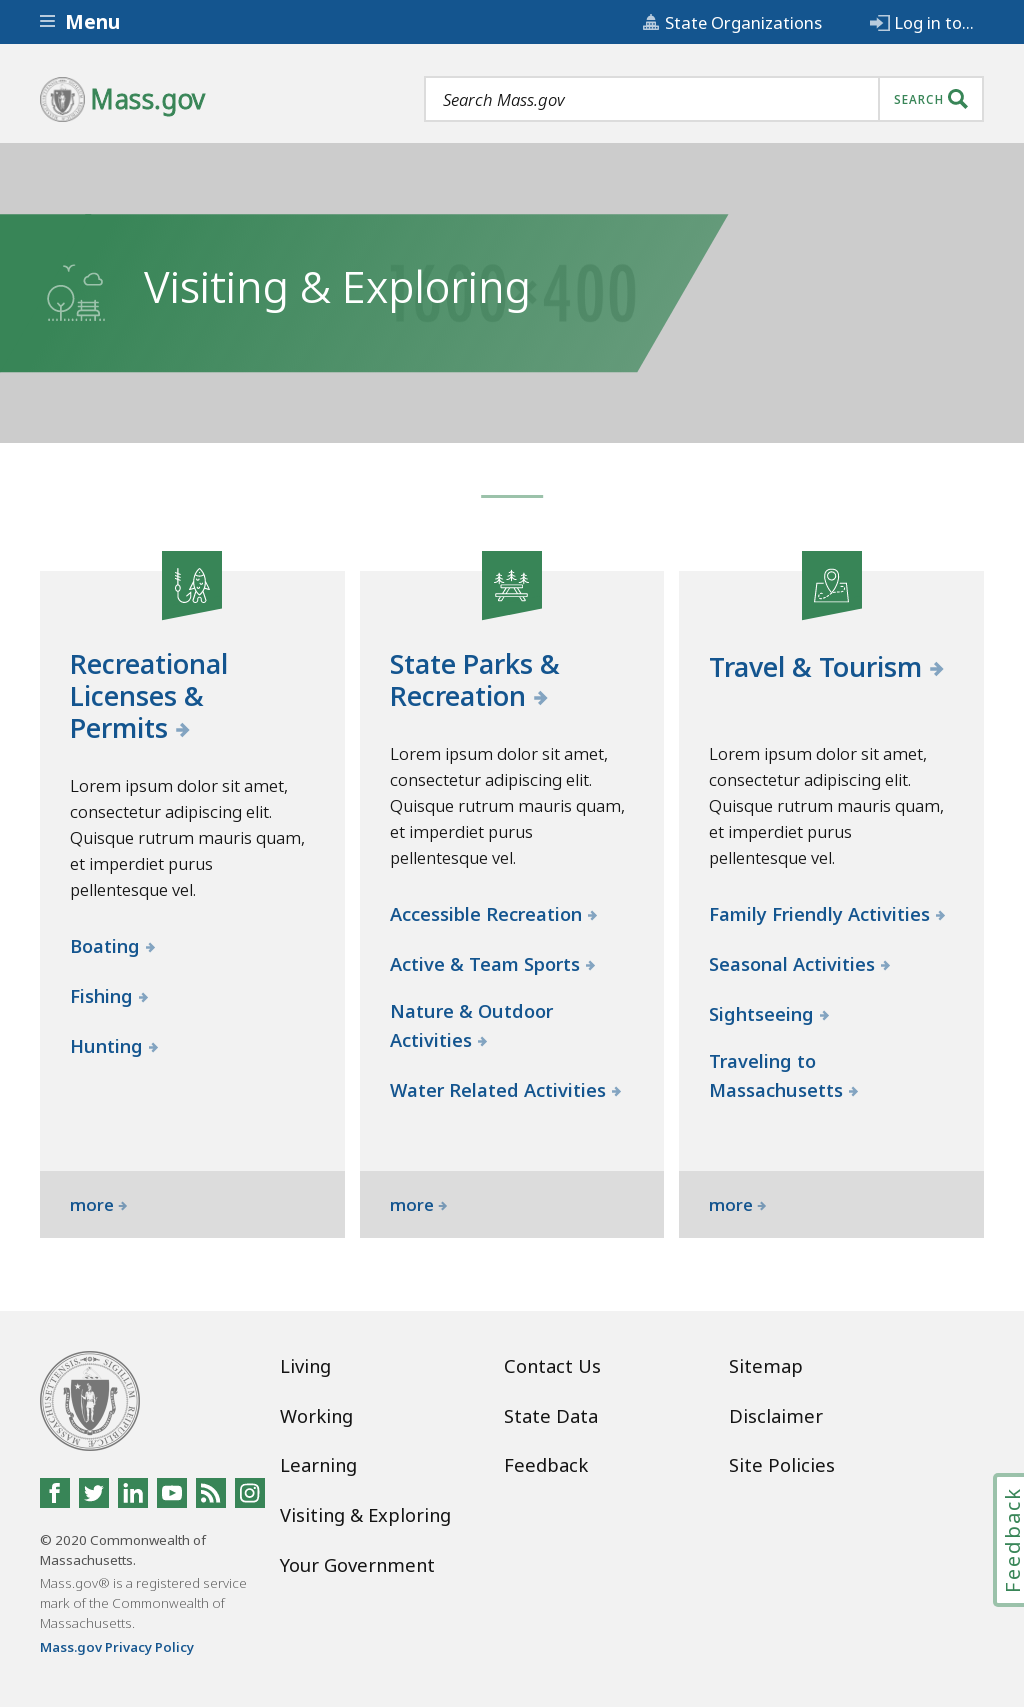 Menu
State Organizations
Log in to...
Mass.gov
Search Mass.gov
SEARCH
Visiting & Exploring
1600×400
Recreational
Licenses &
Permits
Lorem ipsum dolor sit amet,
consectetur adipiscing elit.
Quisque rutrum mauris quam,
et imperdiet purus
pellentesque vel.
Boating
Fishing
Hunting
more
State Parks &
Recreation
Lorem ipsum dolor sit amet,
consectetur adipiscing elit.
Quisque rutrum mauris quam,
et imperdiet purus
pellentesque vel.
Accessible Recreation
Active & Team Sports
Nature & Outdoor
Activities
Water Related Activities
more
Travel & Tourism
Lorem ipsum dolor sit amet,
consectetur adipiscing elit.
Quisque rutrum mauris quam,
et imperdiet purus
pellentesque vel.
Family Friendly Activities
Seasonal Activities
Sightseeing
Traveling to
Massachusetts
more
SIGILLUM REIPUBLICÆ MASSACHUSETTENSIS
© 2020 Commonwealth of
Massachusetts.
Mass.gov® is a registered service
mark of the Commonwealth of
Massachusetts.
Mass.gov Privacy Policy
Living
Working
Learning
Visiting & Exploring
Your Government
Contact Us
State Data
Feedback
Sitemap
Disclaimer
Site Policies
Feedback